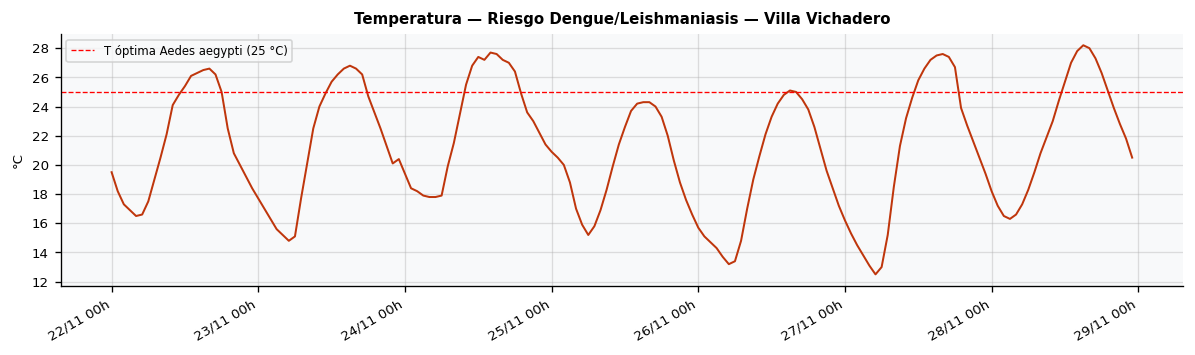 Temperatura — Riesgo Dengue/Leishmaniasis — Villa Vichadero
T óptima Aedes aegypti (25 °C)
°C
28
26
24
22
20
18
16
14
12
22/11 00h
23/11 00h
24/11 00h
25/11 00h
26/11 00h
27/11 00h
28/11 00h
29/11 00h